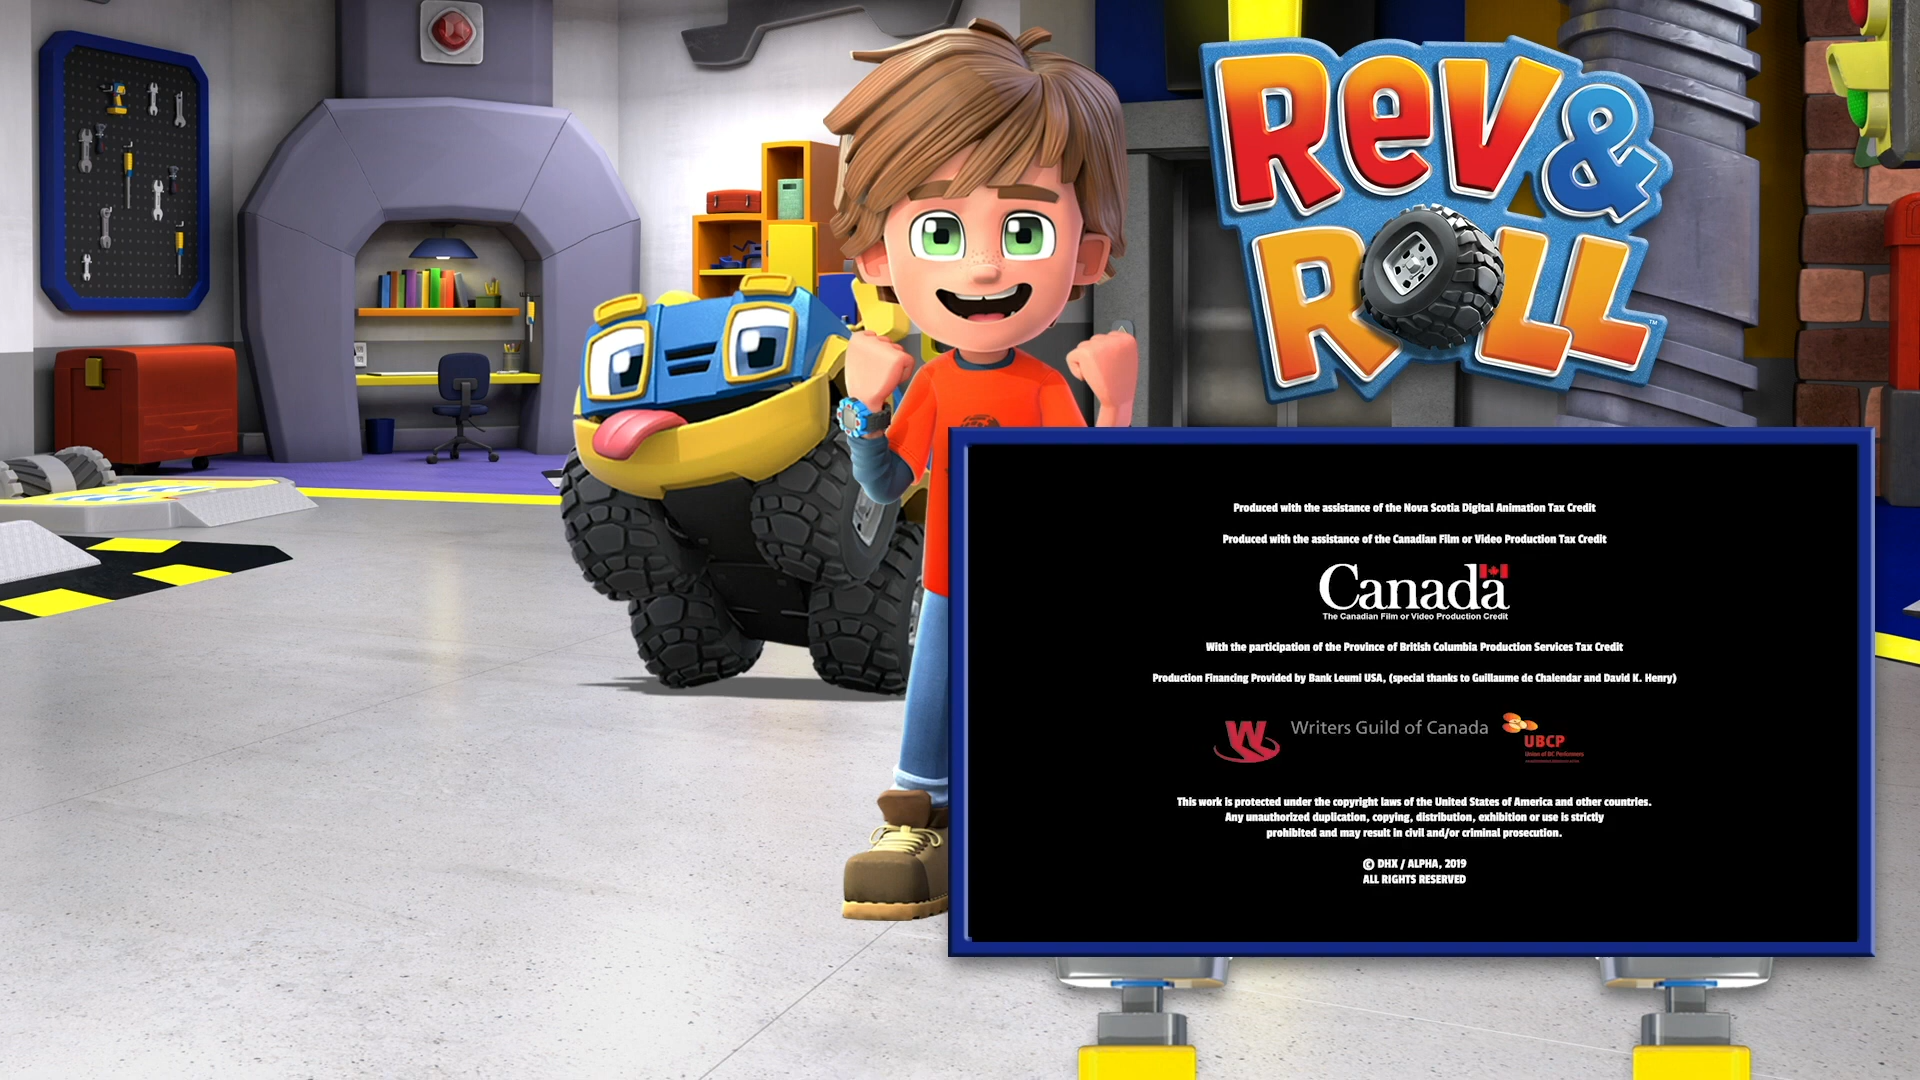 REV &
ROLL™
Produced with the assistance of the Nova Scotia Digital Animation Tax Credit
Produced with the assistance of the Canadian Film or Video Production Tax Credit
Canada
The Canadian Film or Video Production Credit
With the participation of the Province of British Columbia Production Services Tax Credit
Production Financing Provided by Bank Leumi USA, (special thanks to Guillaume de Chalendar and David K. Henry)
W Writers Guild of Canada
UBCP
Union of BC Performers
This work is protected under the copyright laws of the United States of America and other countries.
Any unauthorized duplication, copying, distribution, exhibition or use is strictly
prohibited and may result in civil and/or criminal prosecution.
© DHX / ALPHA, 2019
ALL RIGHTS RESERVED